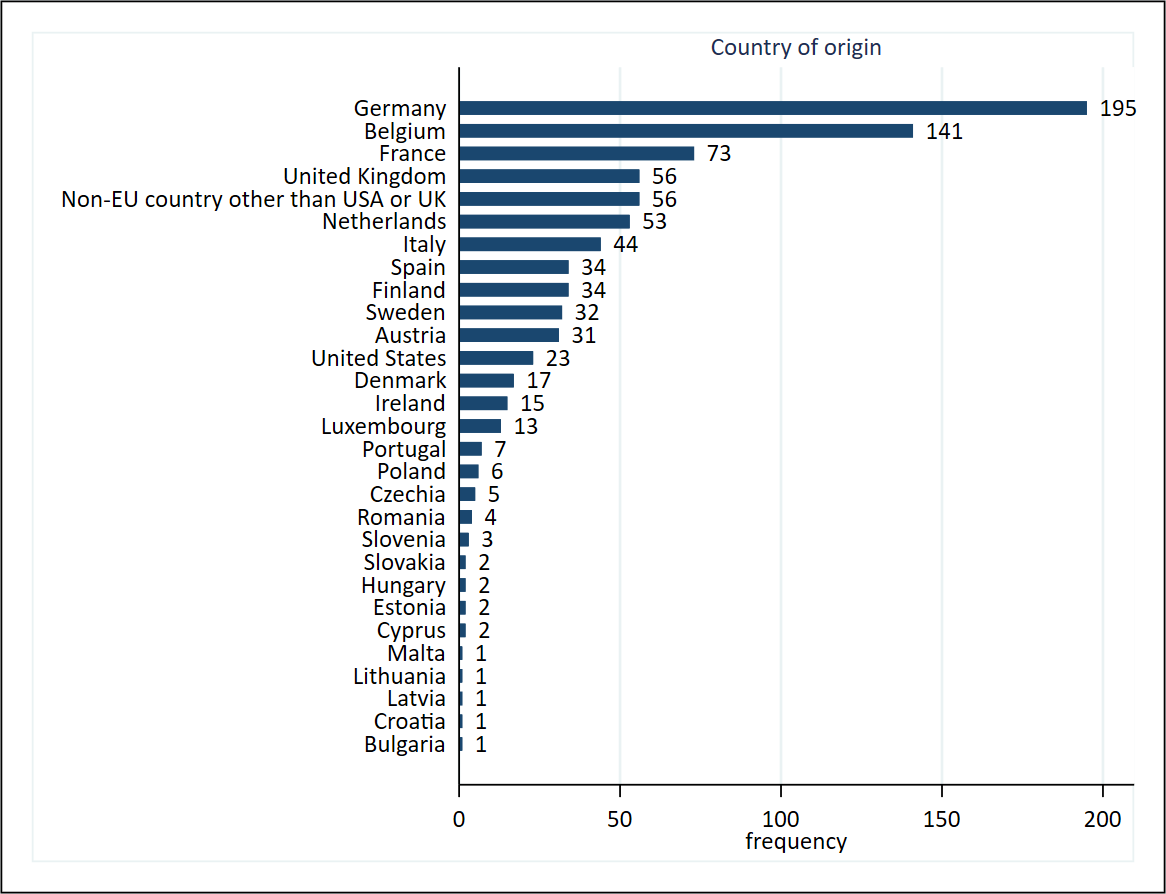 Country of origin
Germany 195
Belgium 141
France 73
United Kingdom 56
Non-EU country other than USA or UK 56
Netherlands 53
Italy 44
Spain 34
Finland 34
Sweden 32
Austria 31
United States 23
Denmark 17
Ireland 15
Luxembourg 13
Portugal 7
Poland 6
Czechia 5
Romania 4
Slovenia 3
Slovakia 2
Hungary 2
Estonia 2
Cyprus 2
Malta 1
Lithuania 1
Latvia 1
Croatia 1
Bulgaria 1
0 50 100 150 200
frequency